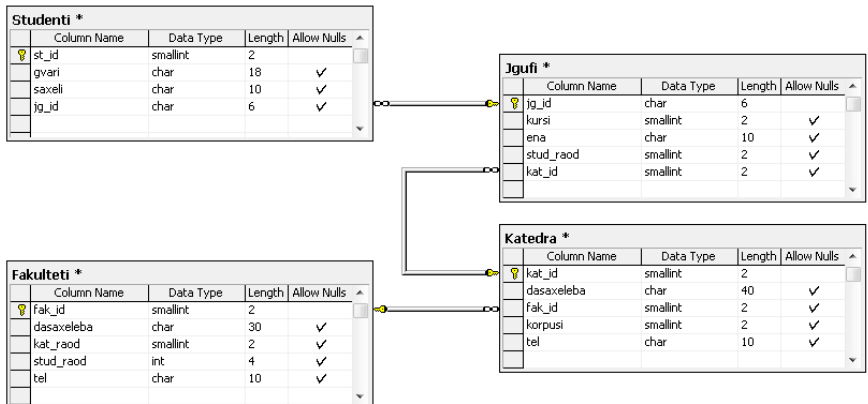 Studenti *
Column Name Data Type Length Allow Nulls
st_id smallint 2
gvari char 18 ✓
saxeli char 10 ✓
jg_id char 6 ✓
Jgufi *
Column Name Data Type Length Allow Nulls
jg_id char 6
kursi smallint 2 ✓
ena char 10 ✓
stud_raod smallint 2 ✓
kat_id smallint 2 ✓
Fakulteti *
Column Name Data Type Length Allow Nulls
fak_id smallint 2
dasaxeleba char 30 ✓
kat_raod smallint 2 ✓
stud_raod int 4 ✓
tel char 10 ✓
Katedra *
Column Name Data Type Length Allow Nulls
kat_id smallint 2
dasaxeleba char 40 ✓
fak_id smallint 2 ✓
korpusi smallint 2 ✓
tel char 10 ✓